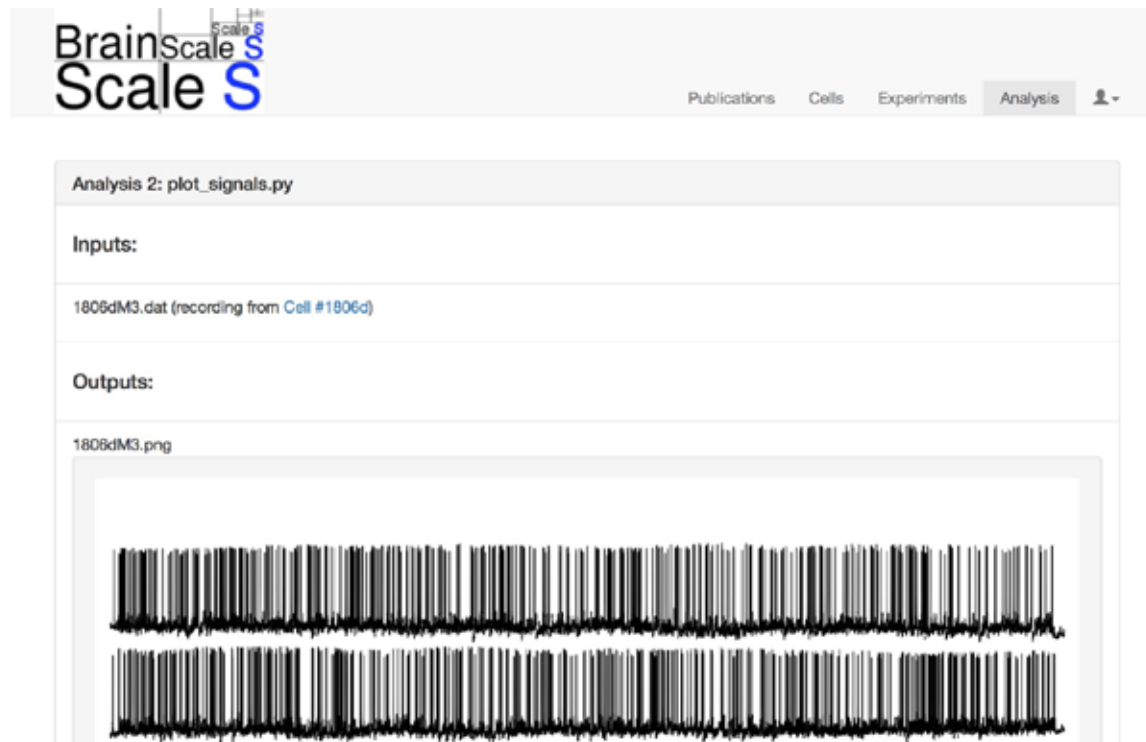 Scale S
BrainScale S
Scale S
Publications Cells Experiments Analysis
Analysis 2: plot_signals.py
Inputs:
1806dM3.dat (recording from Cell #1806d)
Outputs:
1806dM3.png